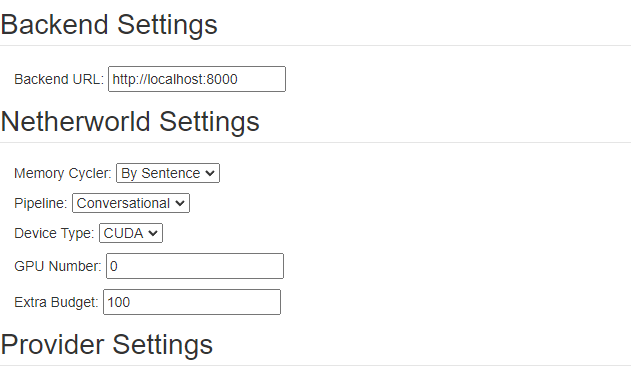 Backend Settings
Backend URL: http://localhost:8000
Netherworld Settings
Memory Cycler: By Sentence
Pipeline: Conversational
Device Type: CUDA
GPU Number: 0
Extra Budget: 100
Provider Settings